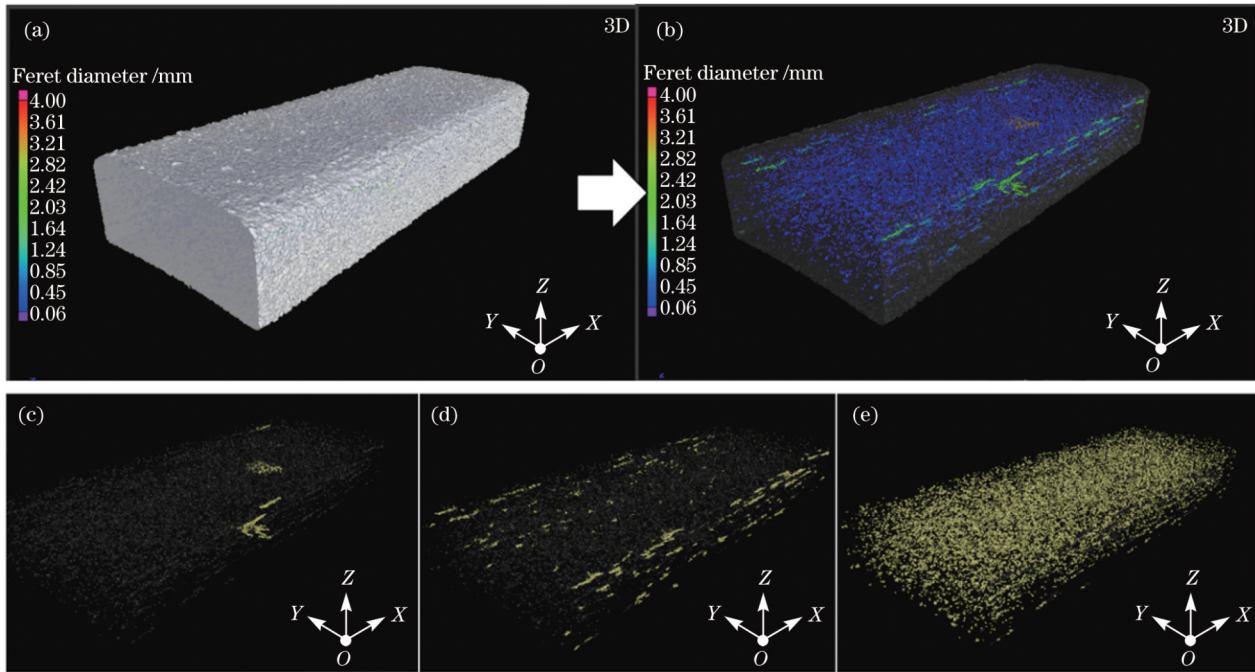 (a)
3D
Feret diameter /mm
4.00
3.61
3.21
2.82
2.42
2.03
1.64
1.24
0.85
0.45
0.06
Z
Y
X
O
(b)
3D
Feret diameter /mm
4.00
3.61
3.21
2.82
2.42
2.03
1.64
1.24
0.85
0.45
0.06
Z
Y
X
O
(c)
Z
Y
X
O
(d)
Z
Y
X
O
(e)
Z
Y
X
O